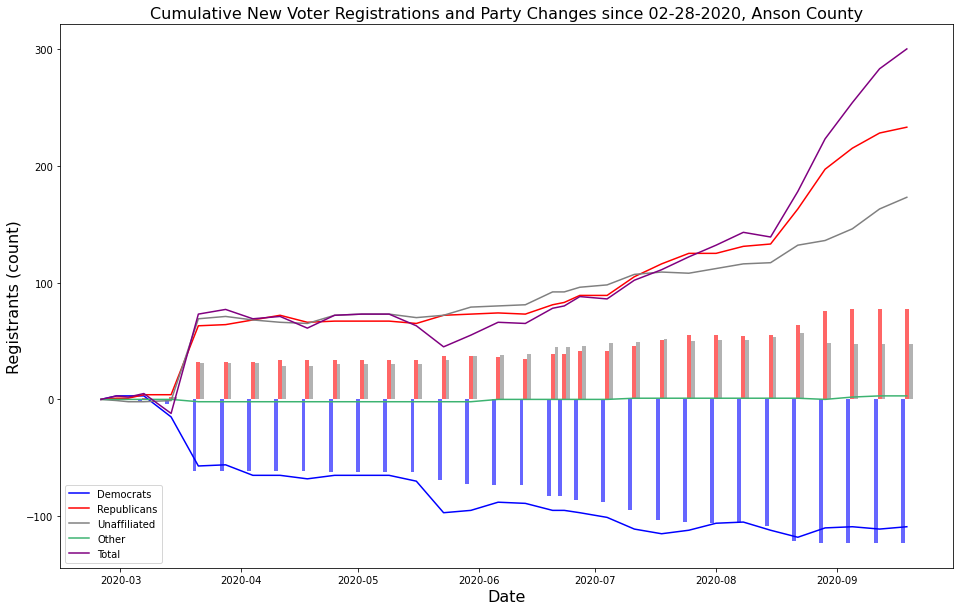 Cumulative New Voter Registrations and Party Changes since 02-28-2020, Anson County
300
200
100
0
−100
Registrants (count)
Democrats
Republicans
Unaffiliated
Other
Total
2020-03 2020-04 2020-05 2020-06 2020-07 2020-08 2020-09
Date